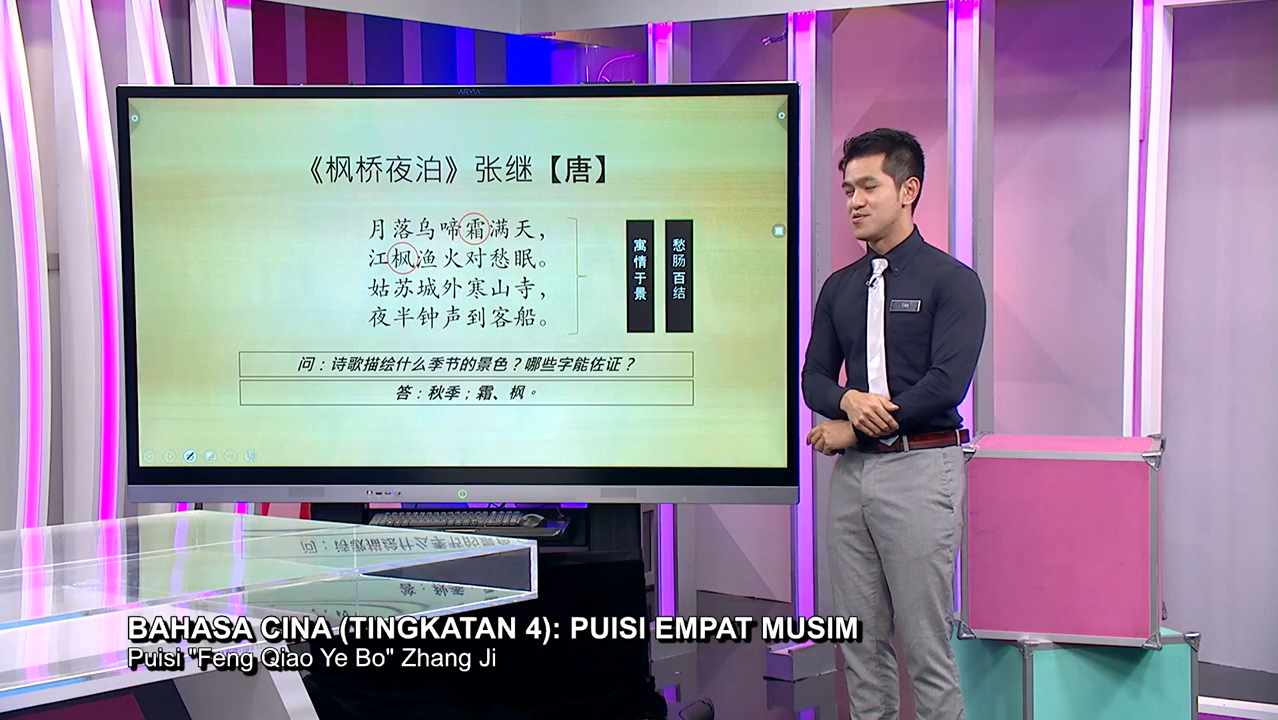 ARVIA
《枫桥夜泊》张继【唐】
月落乌啼霜满天，
江枫渔火对愁眠。
姑苏城外寒山寺，
夜半钟声到客船。
寓情于景
愁肠百结
问：诗歌描绘什么季节的景色？哪些字能佐证？
答：秋季；霜、枫。
BAHASA CINA (TINGKATAN 4): PUISI EMPAT MUSIM
Puisi "Feng Qiao Ye Bo" Zhang Ji